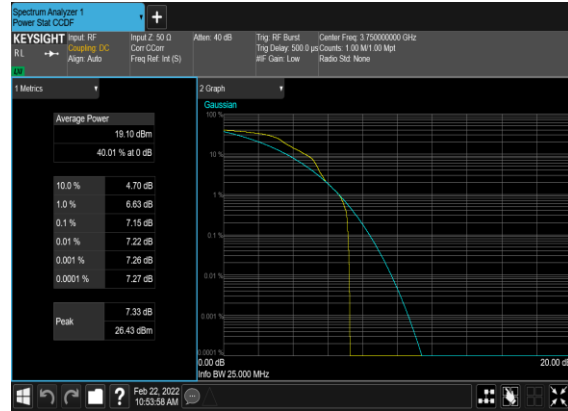 Spectrum Analyzer 1
Power Stat CCDF
KEYSIGHT
RL
LXI
Input: RF
Coupling: DC
Align: Auto
Input Z: 50 Ω
Corr CCorr
Freq Ref: Int (S)
Atten: 40 dB
Trig: RF Burst
Trig Delay: 500.0 µs
#IF Gain: Low
Center Freq: 3.750000000 GHz
Counts: 1.00 M/1.00 Mpt
Radio Std: None
1 Metrics
Average Power
19.10 dBm
40.01 % at 0 dB
10.0 % 4.70 dB
1.0 % 6.63 dB
0.1 % 7.15 dB
0.01 % 7.22 dB
0.001 % 7.26 dB
0.0001 % 7.27 dB
Peak
7.33 dB
26.43 dBm
2 Graph
Gaussian
100 %
10 %
1 %
0.1 %
0.01 %
0.001 %
0.0001 %
0.00 dB
20.00 dB
Info BW 25.000 MHz
?
Feb 22, 2022
10:53:58 AM